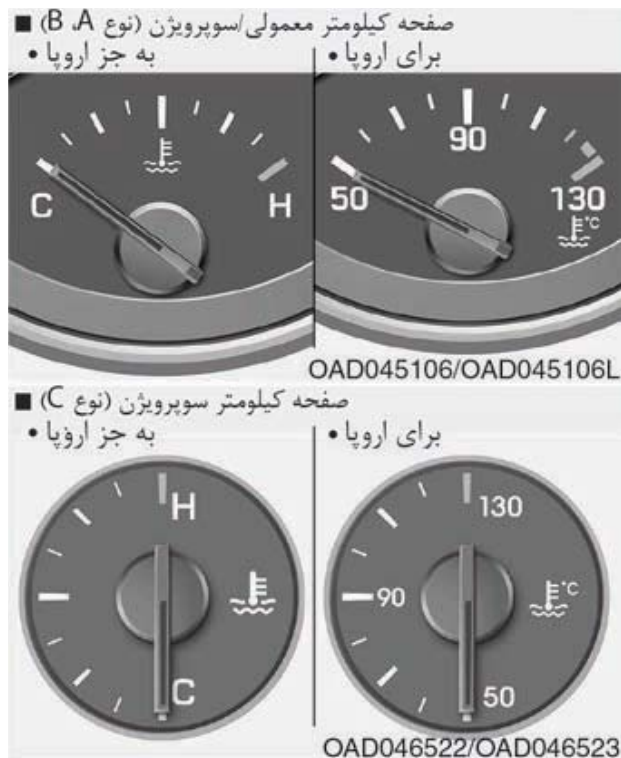 ■ صفحه کیلومتر معمولی/سوپرویژن (نوع A، B)
• به جز اروپا
• برای اروپا
C
H
50
90
130
°C
OAD045106/OAD045106L
■ صفحه کیلومتر سوپرویژن (نوع C)
• به جز اروپا
• برای اروپا
H
C
130
90
°C
50
OAD046522/OAD046523